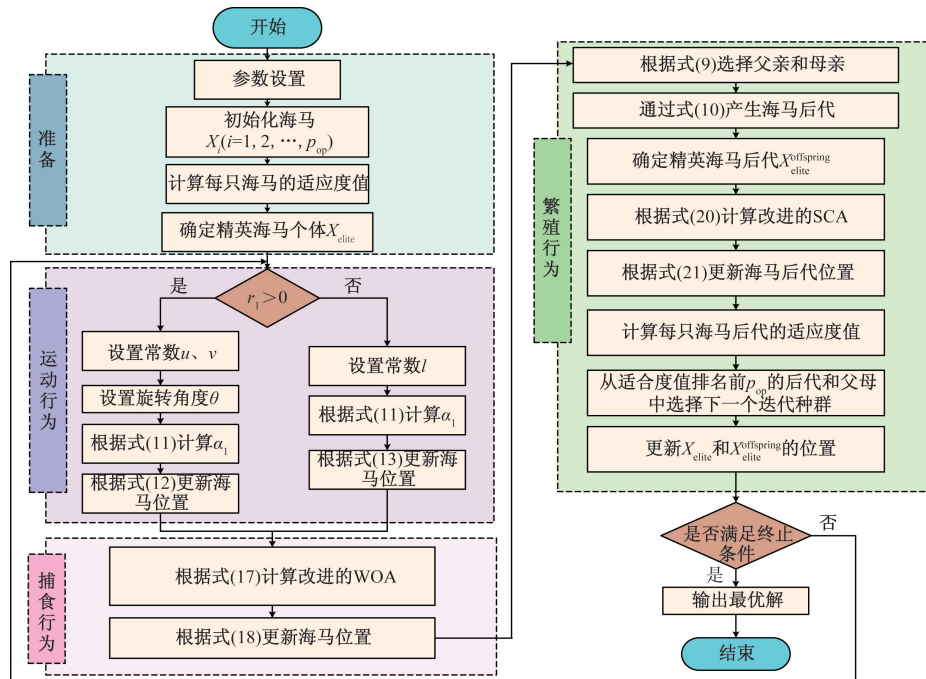 开始
准备
参数设置
初始化海马
X_i(i=1, 2, …, p_op)
计算每只海马的适应度值
确定精英海马个体X_elite
运动行为
是
r_1>0
否
设置常数u、v
设置旋转角度θ
根据式(11)计算α_1
根据式(12)更新海
马位置
设置常数l
根据式(11)计算α_1
根据式(13)更新海
马位置
捕食行为
根据式(17)计算改进的WOA
根据式(18)更新海马位置
繁殖行为
根据式(9)选择父亲和母亲
通过式(10)产生海马后代
确定精英海马后代X_elite^offspring
根据式(20)计算改进的SCA
根据式(21)更新海马后代位置
计算每只海马后代的适应度值
从适合度值排名前p_op的后代和父母
中选择下一个迭代种群
更新X_elite和X_elite^offspring的位置
是否满足终止
条件
否
是
输出最优解
结束